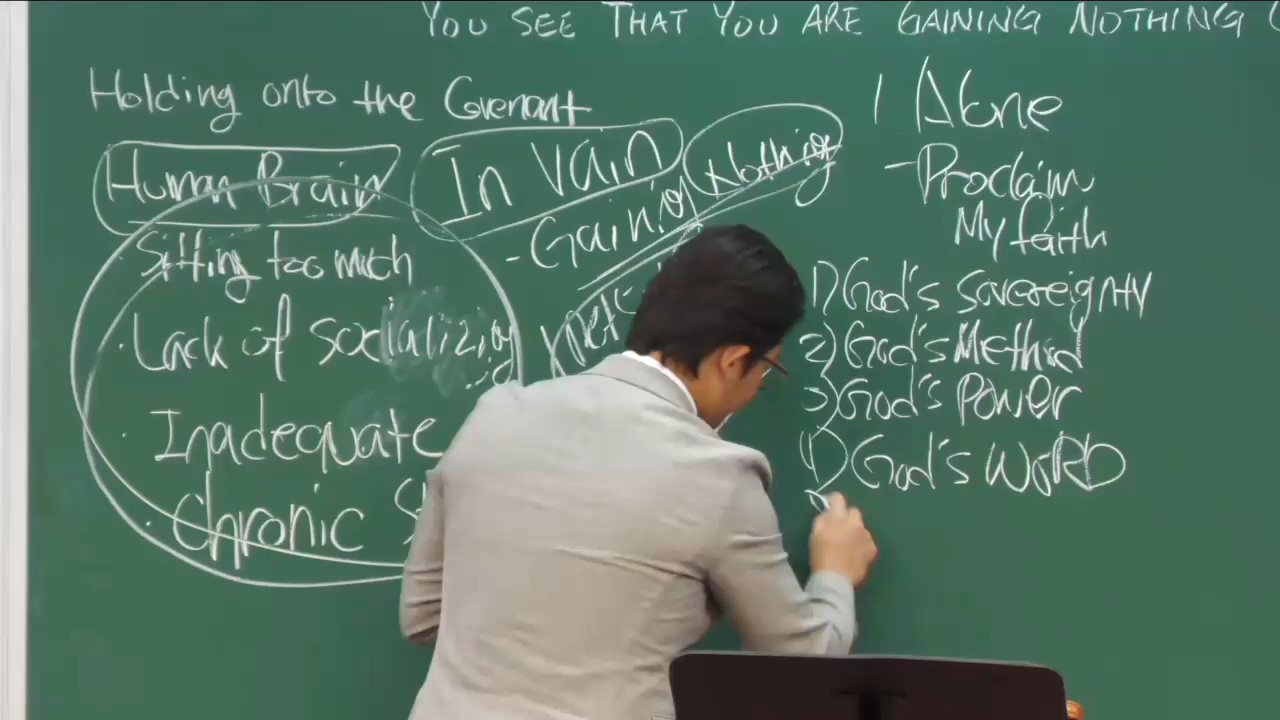 YOU SEE THAT YOU ARE GAINING NOTHING
Holding onto the Covenant
Human Brain
· Sitting too much
· Lack of socializing
· Inadequate
· Chronic S
In Vain
- Gaining Nothing
1 Alone
- Proclaim
My faith
1) God's sovereignty
2) God's Method
3) God's Power
4) God's WORD